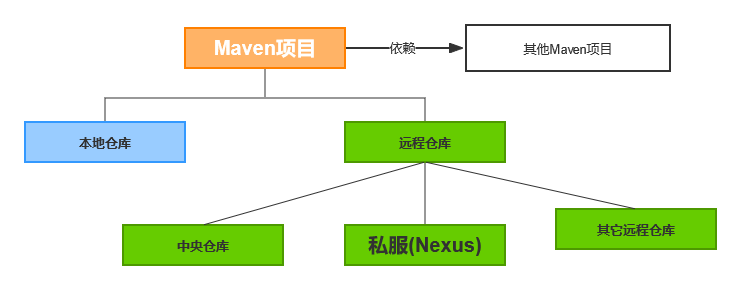 Maven项目
依赖
其他Maven项目
本地仓库
远程仓库
中央仓库
私服(Nexus)
其它远程仓库